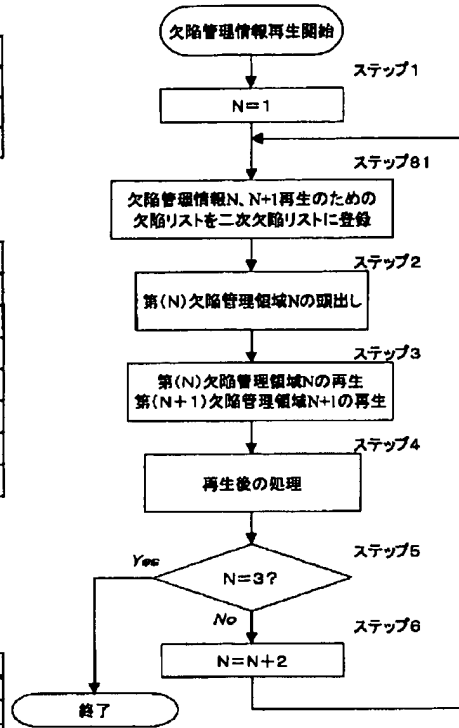 欠陥管理情報再生開始
ステップ1
N=1
ステップ81
欠陥管理情報N、N+1再生のための
欠陥リストを二次欠陥リストに登録
ステップ2
第(N)欠陥管理領域Nの頭出し
ステップ3
第(N)欠陥管理領域Nの再生
第(N+1)欠陥管理領域N+1の再生
ステップ4
再生後の処理
ステップ5
Yes
N=3?
No
ステップ6
N=N+2
終了